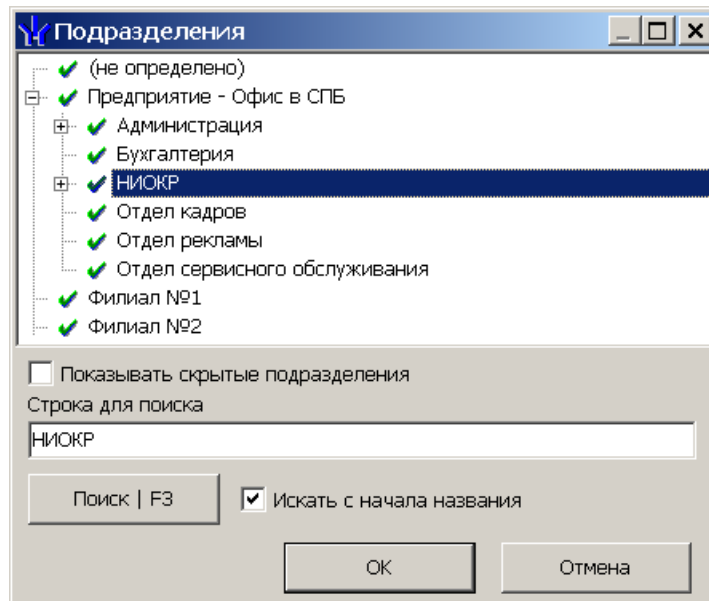 Подразделения
(не определено)
Предприятие - Офис в СПБ
Администрация
Бухгалтерия
НИОКР
Отдел кадров
Отдел рекламы
Отдел сервисного обслуживания
Филиал №1
Филиал №2
Показывать скрытые подразделения
Строка для поиска
НИОКР
Поиск | F3
Искать с начала названия
OK
Отмена